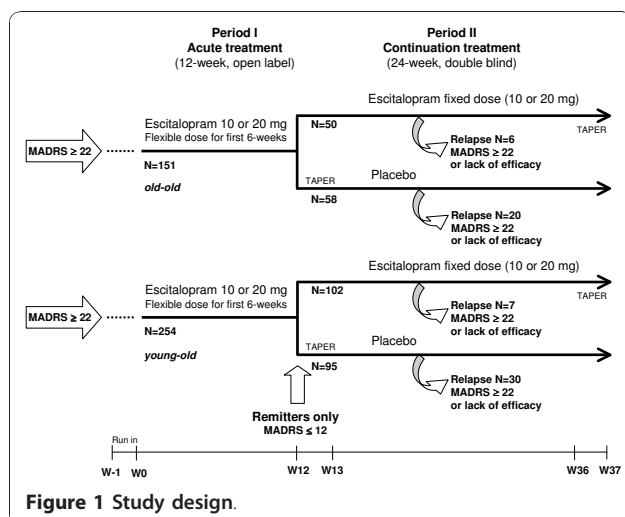 Period I
Acute treatment
(12-week, open label)
Period II
Continuation treatment
(24-week, double blind)
MADRS ≥ 22
Escitalopram 10 or 20 mg
Flexible dose for first 6-weeks
N=151
old-old
Escitalopram fixed dose (10 or 20 mg)
N=50
TAPER
Relapse N=6
MADRS ≥ 22
or lack of efficacy
TAPER
Placebo
N=58
Relapse N=20
MADRS ≥ 22
or lack of efficacy
MADRS ≥ 22
Escitalopram 10 or 20 mg
Flexible dose for first 6-weeks
N=254
young-old
Escitalopram fixed dose (10 or 20 mg)
N=102
TAPER
Relapse N=7
MADRS ≥ 22
or lack of efficacy
TAPER
Placebo
N=95
Relapse N=30
MADRS ≥ 22
or lack of efficacy
Remitters only
MADRS ≤ 12
Run in
W-1 W0 W12 W13 W36 W37
Figure 1 Study design.